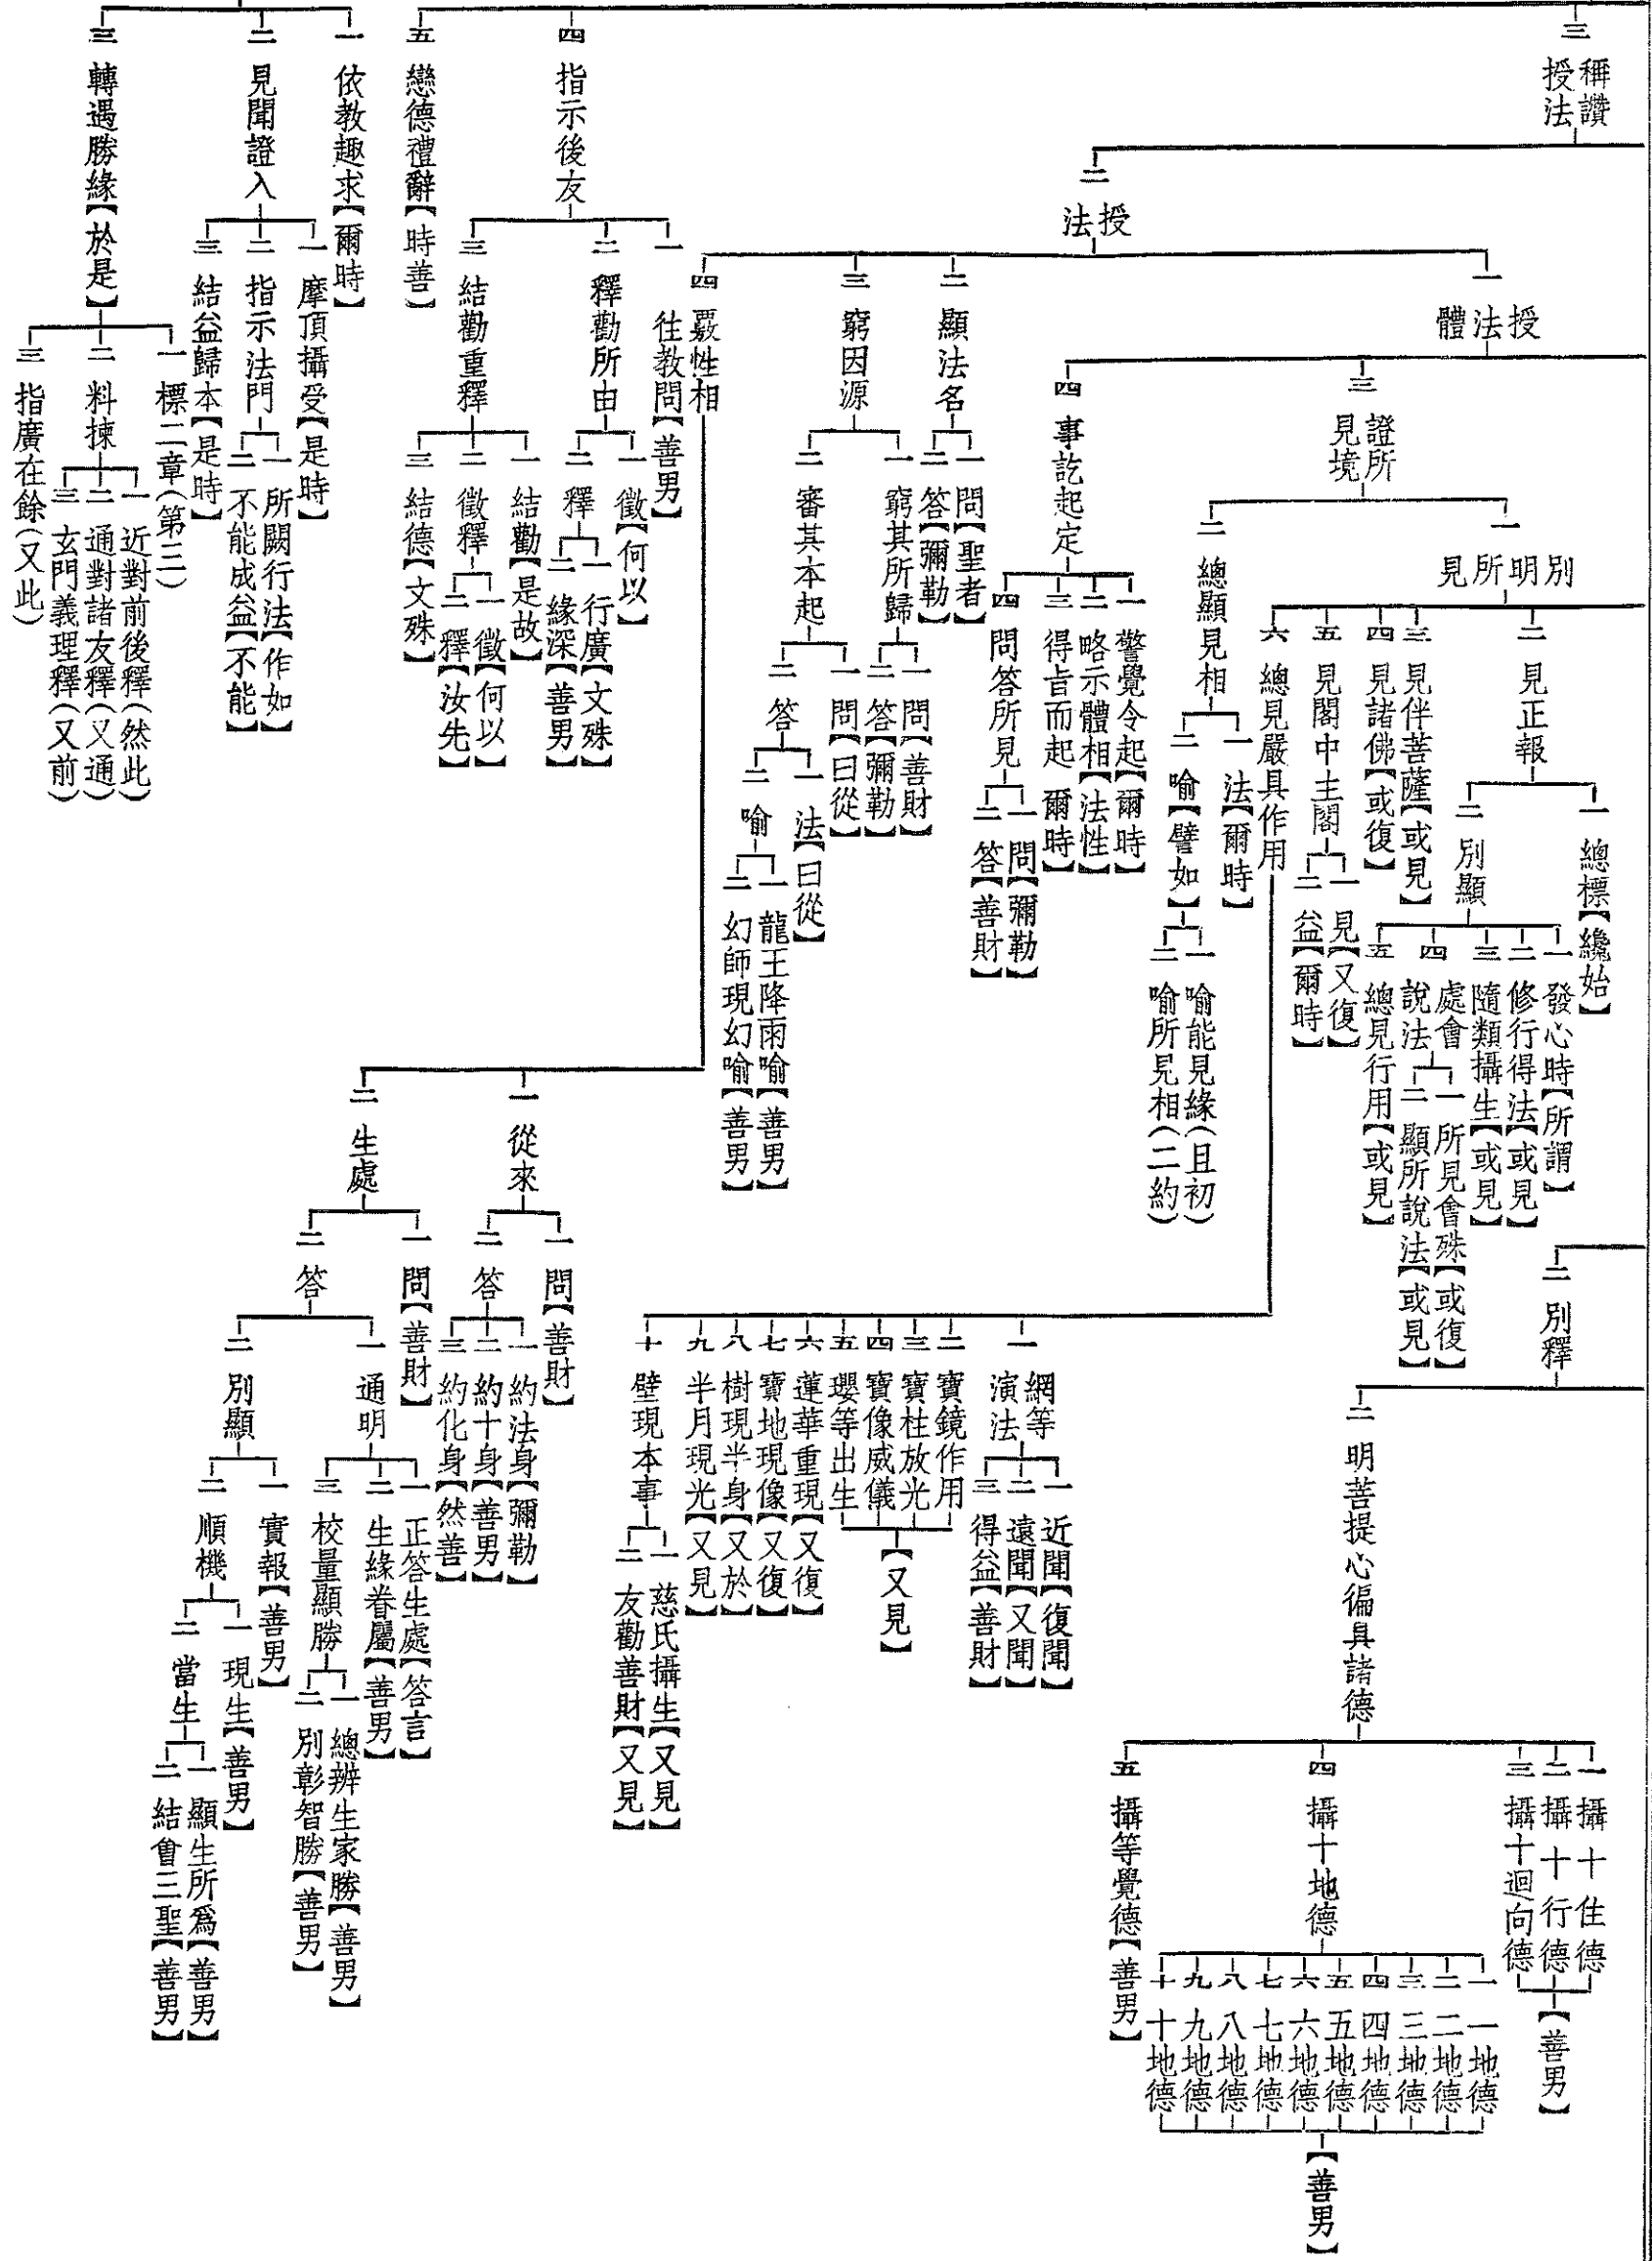 三 稱讚授法
二 授法
一 授法體
三 證所見境
一 別明所見
二 見正報
一 總標【纔始】
二 別顯
一 發心時【所謂】
二 修行得法【或見】
三 隨類攝生【或見】
四 處會說法
一 所見會殊【或復】
二 顯所說法【或見】
五 總見行用【或見】
三 見伴菩薩【或見】
四 見諸佛【或復】
五 見閣中主閣
一 見【又復】
二 益【爾時】
六 總見嚴具作用
一 網等演法
一 近聞【復聞】
二 遠聞【又聞】
三 得益【善財】
二 寶鏡作用
三 寶柱放光
四 寶像威儀
五 瓔等出生
【又見】
六 蓮華重現【又復】
七 寶地現像【又復】
八 樹現半身【又於】
九 半月現光【又見】
十 壁現本事
一 慈氏攝生【又見】
二 友勸善財【又見】
二 總顯見相
一 法【爾時】
二 喻【譬如】
一 喻能見緣(且初)
二 喻所見相(二約)
四 事訖起定
一 警覺令起【爾時】
二 略示體相【法性】
三 得旨而起 爾時】
四 問答所見
一 問【彌勒】
二 答【善財】
二 顯法名
一 問【聖者】
二 答【彌勒】
三 窮因源
一 窮其所歸
一 問【善財】
二 答【彌勒】
二 審其本起
一 問【曰從】
二 答
一 法【曰從】
二 喻
一 龍王降雨喻【善男】
二 幻師現幻喻【善男】
四 覈性相
一 從來
一 問【善財】
二 答
一 約法身【彌勒】
二 約十身【善男】
三 約化身【然善】
二 生處
一 問【善財】
二 答
一 通明
一 正答生處【答言】
二 生緣眷屬【善男】
三 校量顯勝
一 總辨生家勝【善男】
二 別彰智勝【善男】
二 別顯
一 實報【善男】
二 順機
一 現生【善男】
二 當生
一 顯生所爲【善男】
二 結會三聖【善男】
四 指示後友
一 往教問【善男】
二 釋勸所由
一 徵【何以】
二 釋
一 行廣【文殊】
二 緣深【善男】
三 結勸重釋
一 結勸【是故】
二 徵釋
一 徵【何以】
二 釋【汝先】
三 結德【文殊】
五 戀德禮辭【時善】
一 依教趣求【爾時】
二 見聞證入
一 摩頂攝受【是時】
二 指示法門
一 所闕行法【作如】
二 不能成益【不能】
三 結益歸本【是時】
三 轉遇勝緣【於是】
一 標二章(第二)
二 料揀
一 近對前後釋(然此)
二 通對諸友釋(又通)
三 玄門義理釋(又前)
三 指廣在餘(又此)
二 別釋
二 明菩提心徧具諸德
一 攝十住德
二 攝十行德
三 攝十迴向德
【善男】
四 攝十地德
一 一地德
二 二地德
三 三地德
四 四地德
五 五地德
六 六地德
七 七地德
八 八地德
九 九地德
十 十地德
【善男】
五 攝等覺德【善男】